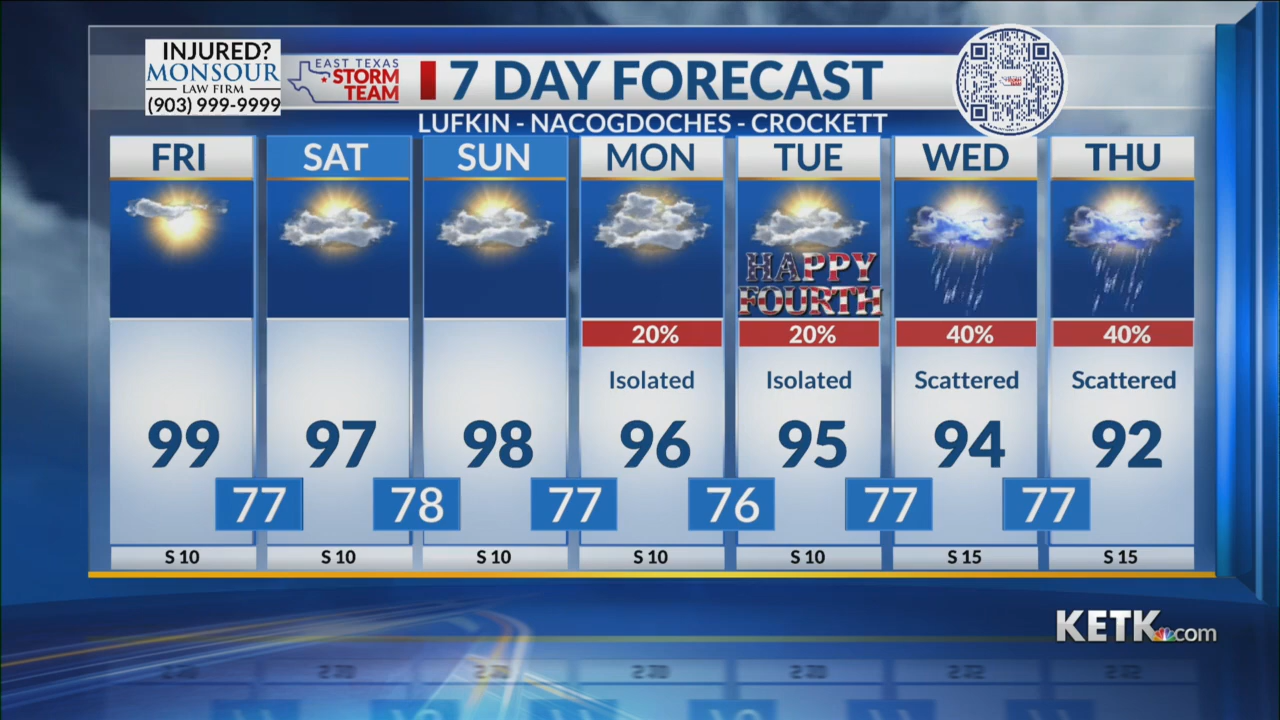 INJURED?
MONSOUR
LAW FIRM
(903) 999-9999
EAST TEXAS
STORM
TEAM
7 DAY FORECAST
LUFKIN - NACOGDOCHES - CROCKETT
FRI SAT SUN MON TUE WED THU
HAPPY
FOURTH
20% 20% 40% 40%
Isolated Isolated Scattered Scattered
99 97 98 96 95 94 92
77 78 77 76 77 77
S 10 S 10 S 10 S 10 S 10 S 15 S 15
KETK.com